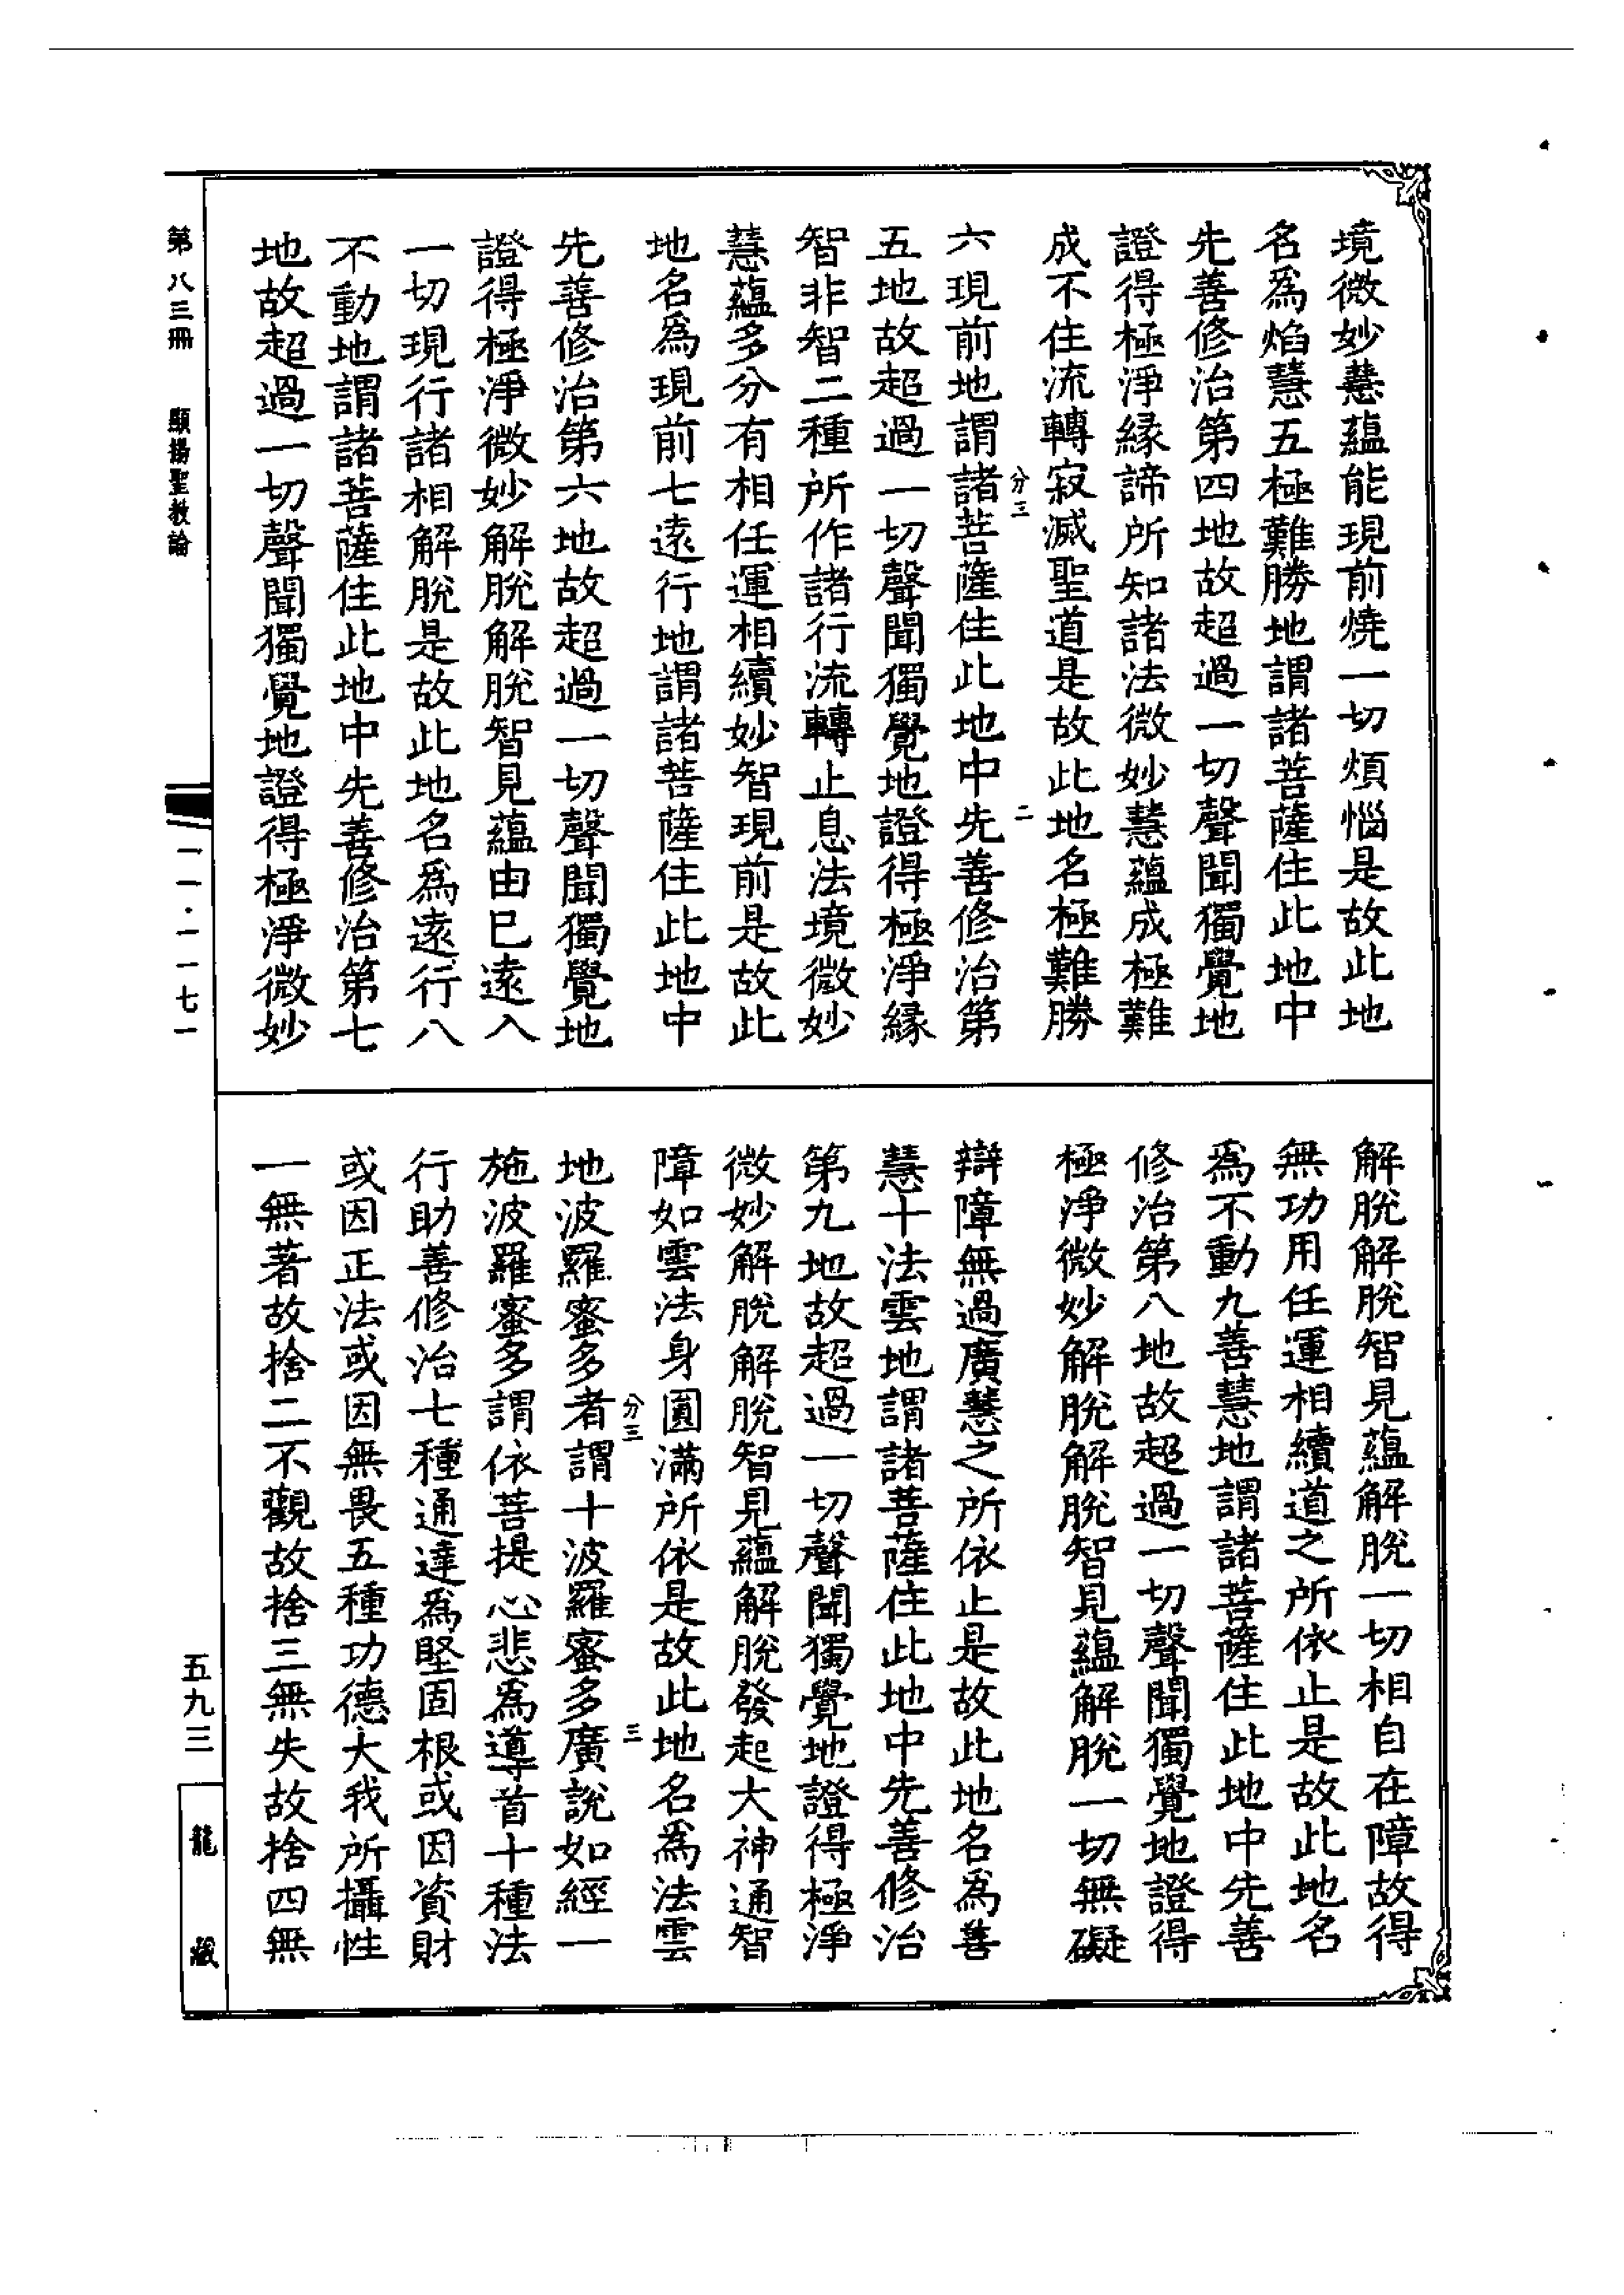 境微妙慧蘊能現前燒一切煩惱是故此地
名為焰慧五極難勝地謂諸菩薩住此地中
先善修治第四地故超過一切聲聞獨覺地
證得極淨緣諦所知諸法微妙慧蘊成極難
成不住流轉寂滅聖道是故此地名極難勝
分三 二
六現前地謂諸菩薩住此地中先善修治第
五地故超過一切聲聞獨覺地證得極淨緣
智非智二種所作諸行流轉止息法境微妙
慧蘊多分有相任運相續妙智現前是故此
地名為現前七遠行地謂諸菩薩住此地中
先善修治第六地故超過一切聲聞獨覺地
證得極淨微妙解脫解脫智見蘊由已遠入
一切現行諸相解脫是故此地名為遠行八
不動地謂諸菩薩住此地中先善修治第七
地故超過一切聲聞獨覺地證得極淨微妙
解脫解脫智見蘊解脫一切相自在障故得
無功用任運相續道之所依止是故此地名
為不動九善慧地謂諸菩薩住此地中先善
修治第八地故超過一切聲聞獨覺地證得
極淨微妙解脫解脫智見蘊解脫一切無礙
辯障無過廣慧之所依止是故此地名為善
慧十法雲地謂諸菩薩住此地中先善修治
第九地故超過一切聲聞獨覺地證得極淨
微妙解脫解脫智見蘊解脫發起大神通智
障如雲法身圓滿所依是故此地名為法雲
分三 三
地波羅蜜多者謂十波羅蜜多廣說如經一
施波羅蜜多謂依菩提心悲為導首十種法
行助善修治七種通達為堅固根或因資財
或因正法或因無畏五種功德大我所攝性
一無著故捨二不觀故捨三無失故捨四無
第八三冊 顯揚聖教論
一一·一一七一
五九三
龍藏